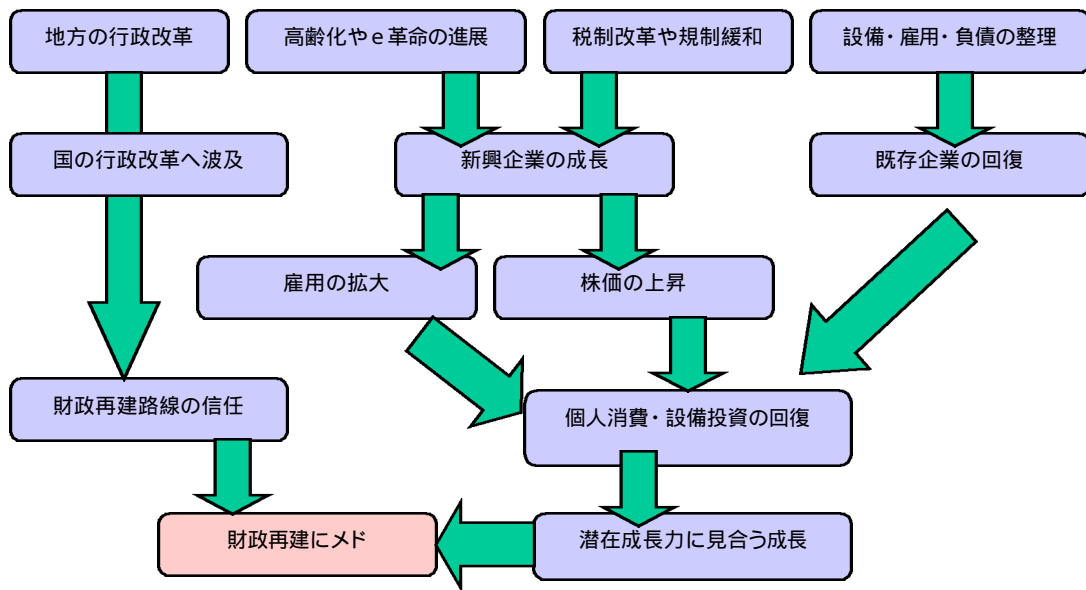 地方の行政改革
高齢化やｅ革命の進展
税制改革や規制緩和
設備・雇用・負債の整理
国の行政改革へ波及
新興企業の成長
既存企業の回復
雇用の拡大
株価の上昇
財政再建路線の信任
個人消費・設備投資の回復
財政再建にメド
潜在成長力に見合う成長